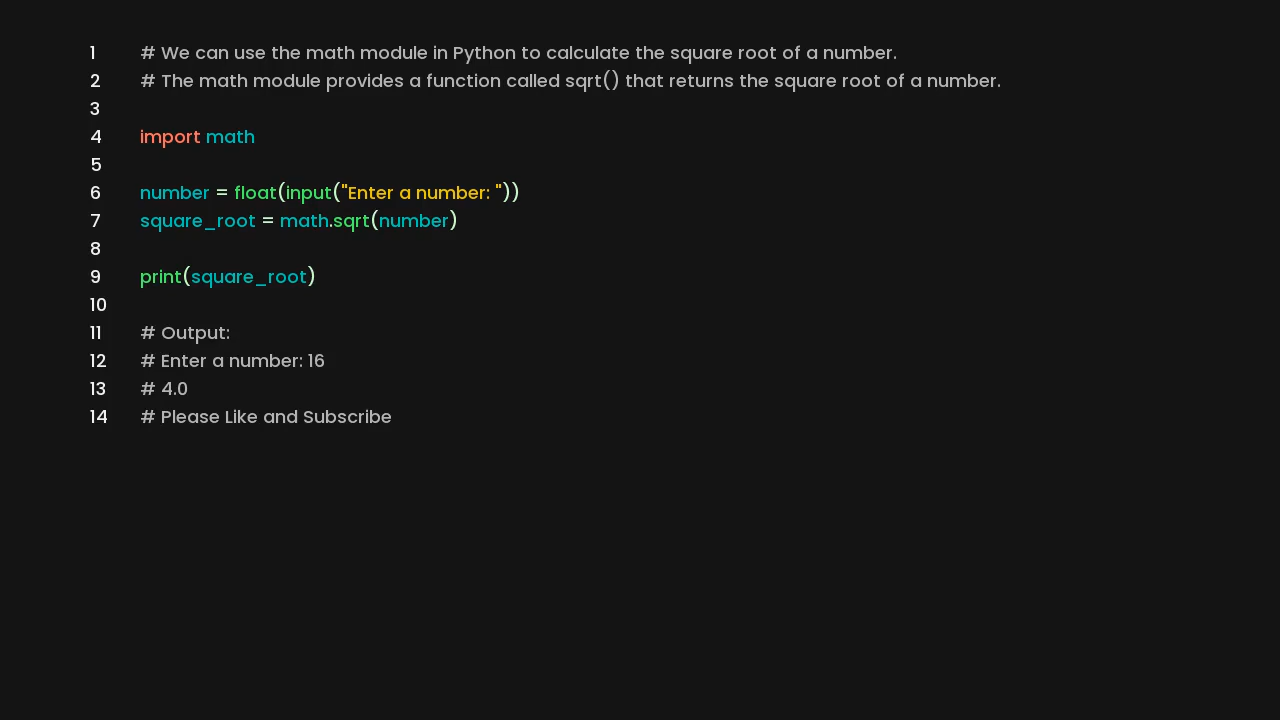 1 # We can use the math module in Python to calculate the square root of a number.
2 # The math module provides a function called sqrt() that returns the square root of a number.
3
4 import math
5
6 number = float(input("Enter a number: "))
7 square_root = math.sqrt(number)
8
9 print(square_root)
10
11 # Output:
12 # Enter a number: 16
13 # 4.0
14 # Please Like and Subscribe